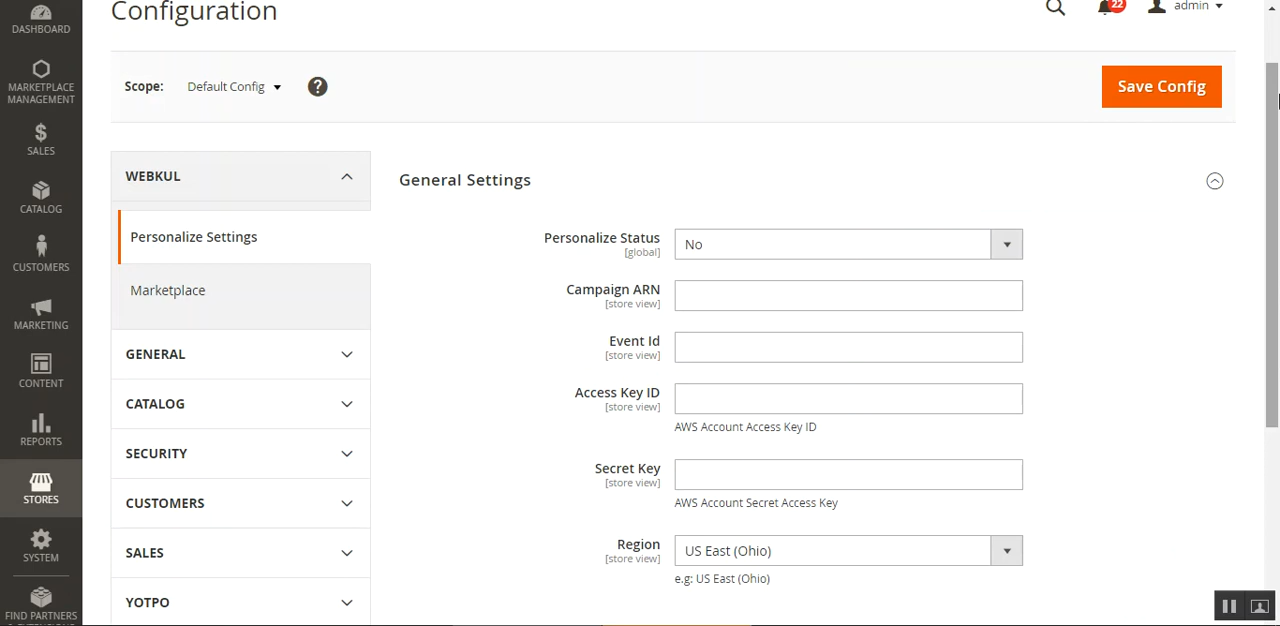 Configuration
22
admin
DASHBOARD
MARKETPLACE
MANAGEMENT
SALES
CATALOG
CUSTOMERS
MARKETING
CONTENT
REPORTS
STORES
SYSTEM
FIND PARTNERS
Scope:
Default Config
?
Save Config
WEBKUL
Personalize Settings
Marketplace
GENERAL
CATALOG
SECURITY
CUSTOMERS
SALES
YOTPO
General Settings
Personalize Status
[global]
No
Campaign ARN
[store view]
Event Id
[store view]
Access Key ID
[store view]
AWS Account Access Key ID
Secret Key
[store view]
AWS Account Secret Access Key
Region
[store view]
US East (Ohio)
e.g: US East (Ohio)